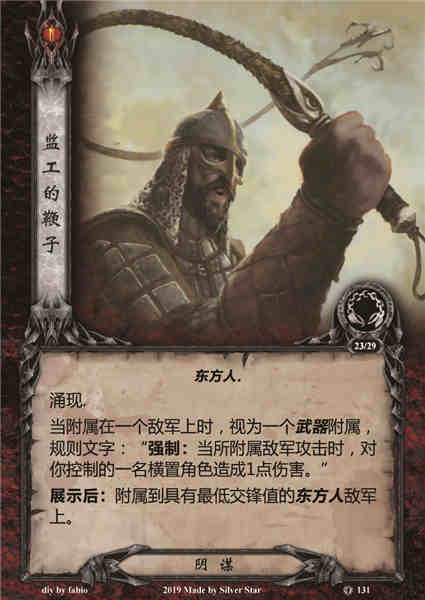 监工的鞭子
23/29
东方人.
涌现.
当附属在一个敌军上时，视为一个武器附属，
规则文字：“强制：当所附属敌军攻击时，对
你控制的一名横置角色造成1点伤害。”
展示后：附属到具有最低交锋值的东方人敌军
上。
阴谋
diy by fabio
2019 Made by Silver Star
131